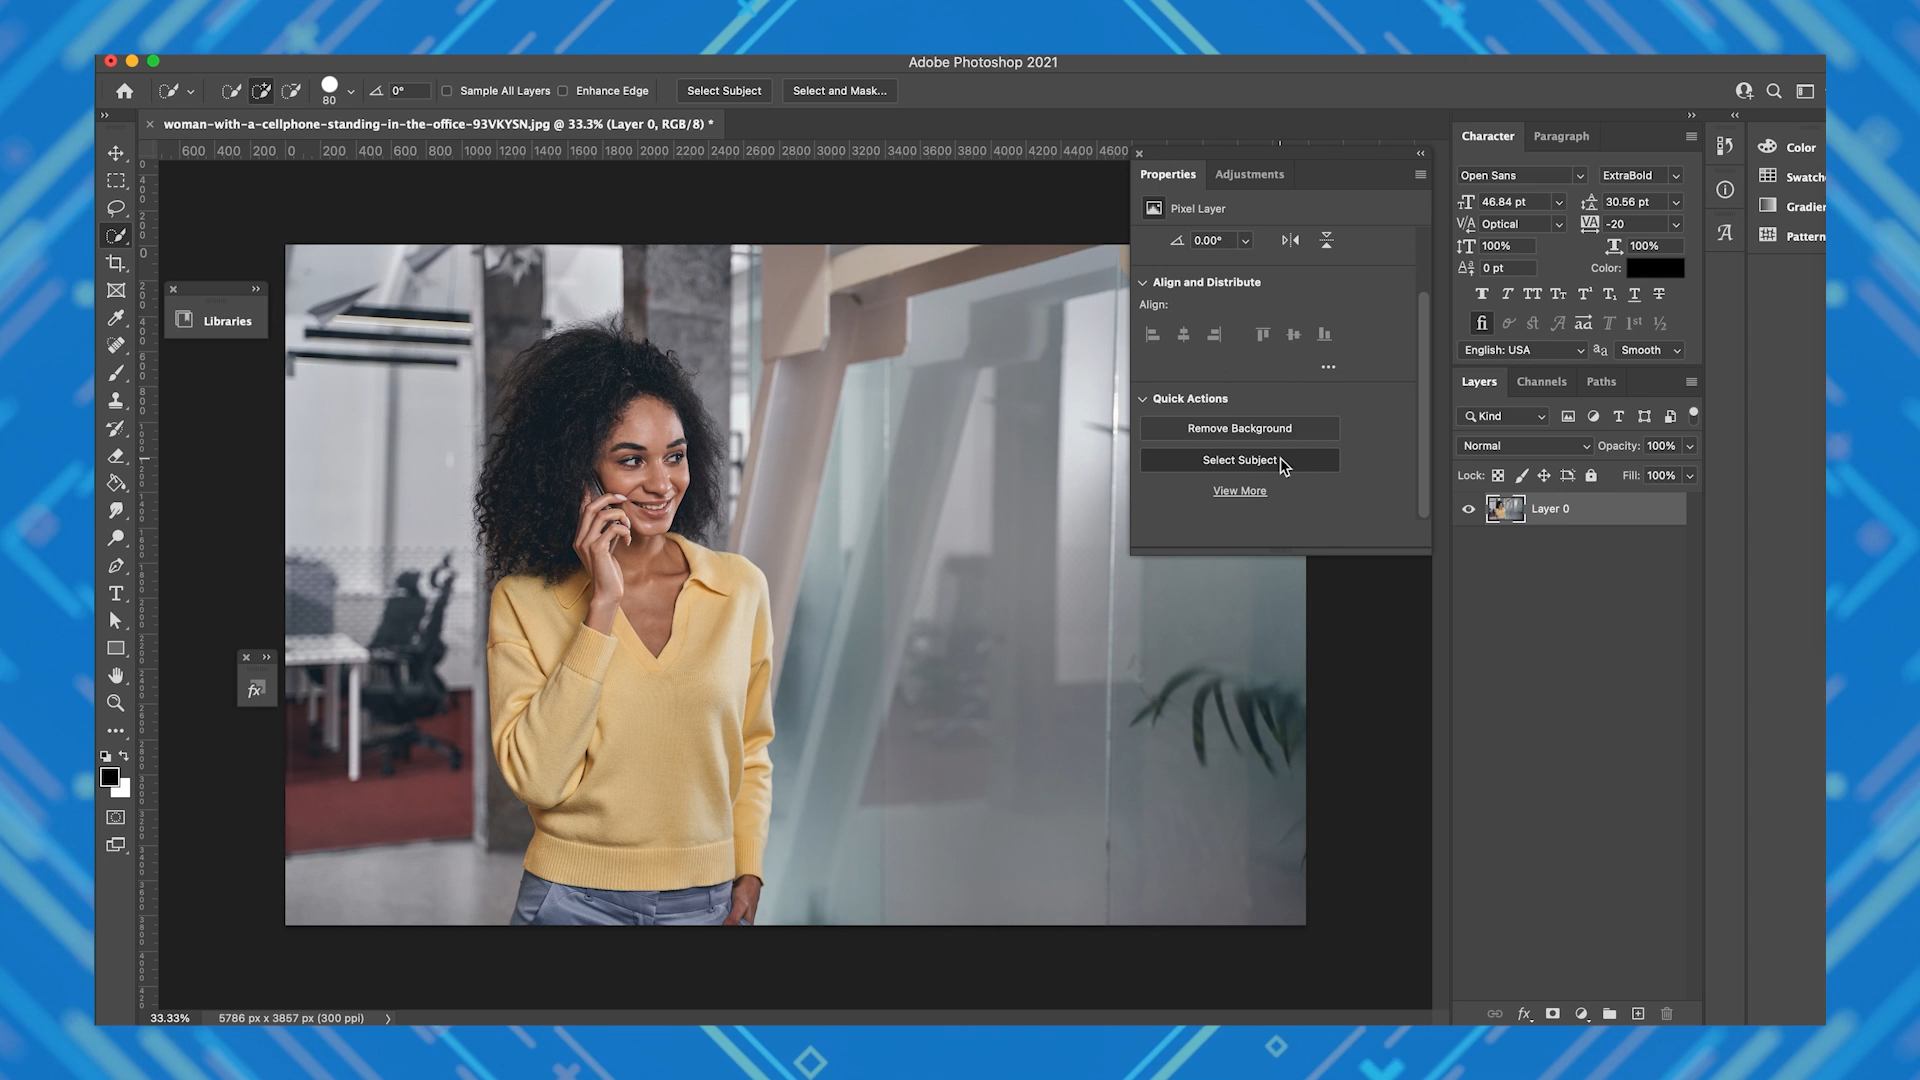 Adobe Photoshop 2021
80
0°
Sample All Layers
Enhance Edge
Select Subject
Select and Mask...
woman-with-a-cellphone-standing-in-the-office-93VKYSN.jpg @ 33.3% (Layer 0, RGB/8) *
600 400 200 0 200 400 600 800 1000 1200 1400 1600 1800 2000 2200 2400 2600 2800 3000 3200 3400 3600 3800 4000 4200 4400 4600
Libraries
fx
Properties
Adjustments
Pixel Layer
0.00°
Align and Distribute
Align:
Quick Actions
Remove Background
Select Subject
View More
Character
Paragraph
Open Sans
ExtraBold
46.84 pt
30.56 pt
Optical
-20
100%
100%
0 pt
Color:
English: USA
Smooth
Layers
Channels
Paths
Kind
Normal
Opacity: 100%
Lock:
Fill: 100%
Layer 0
Color
Swatch
Gradier
Pattern
33.33%
5786 px x 3857 px (300 ppi)
fx